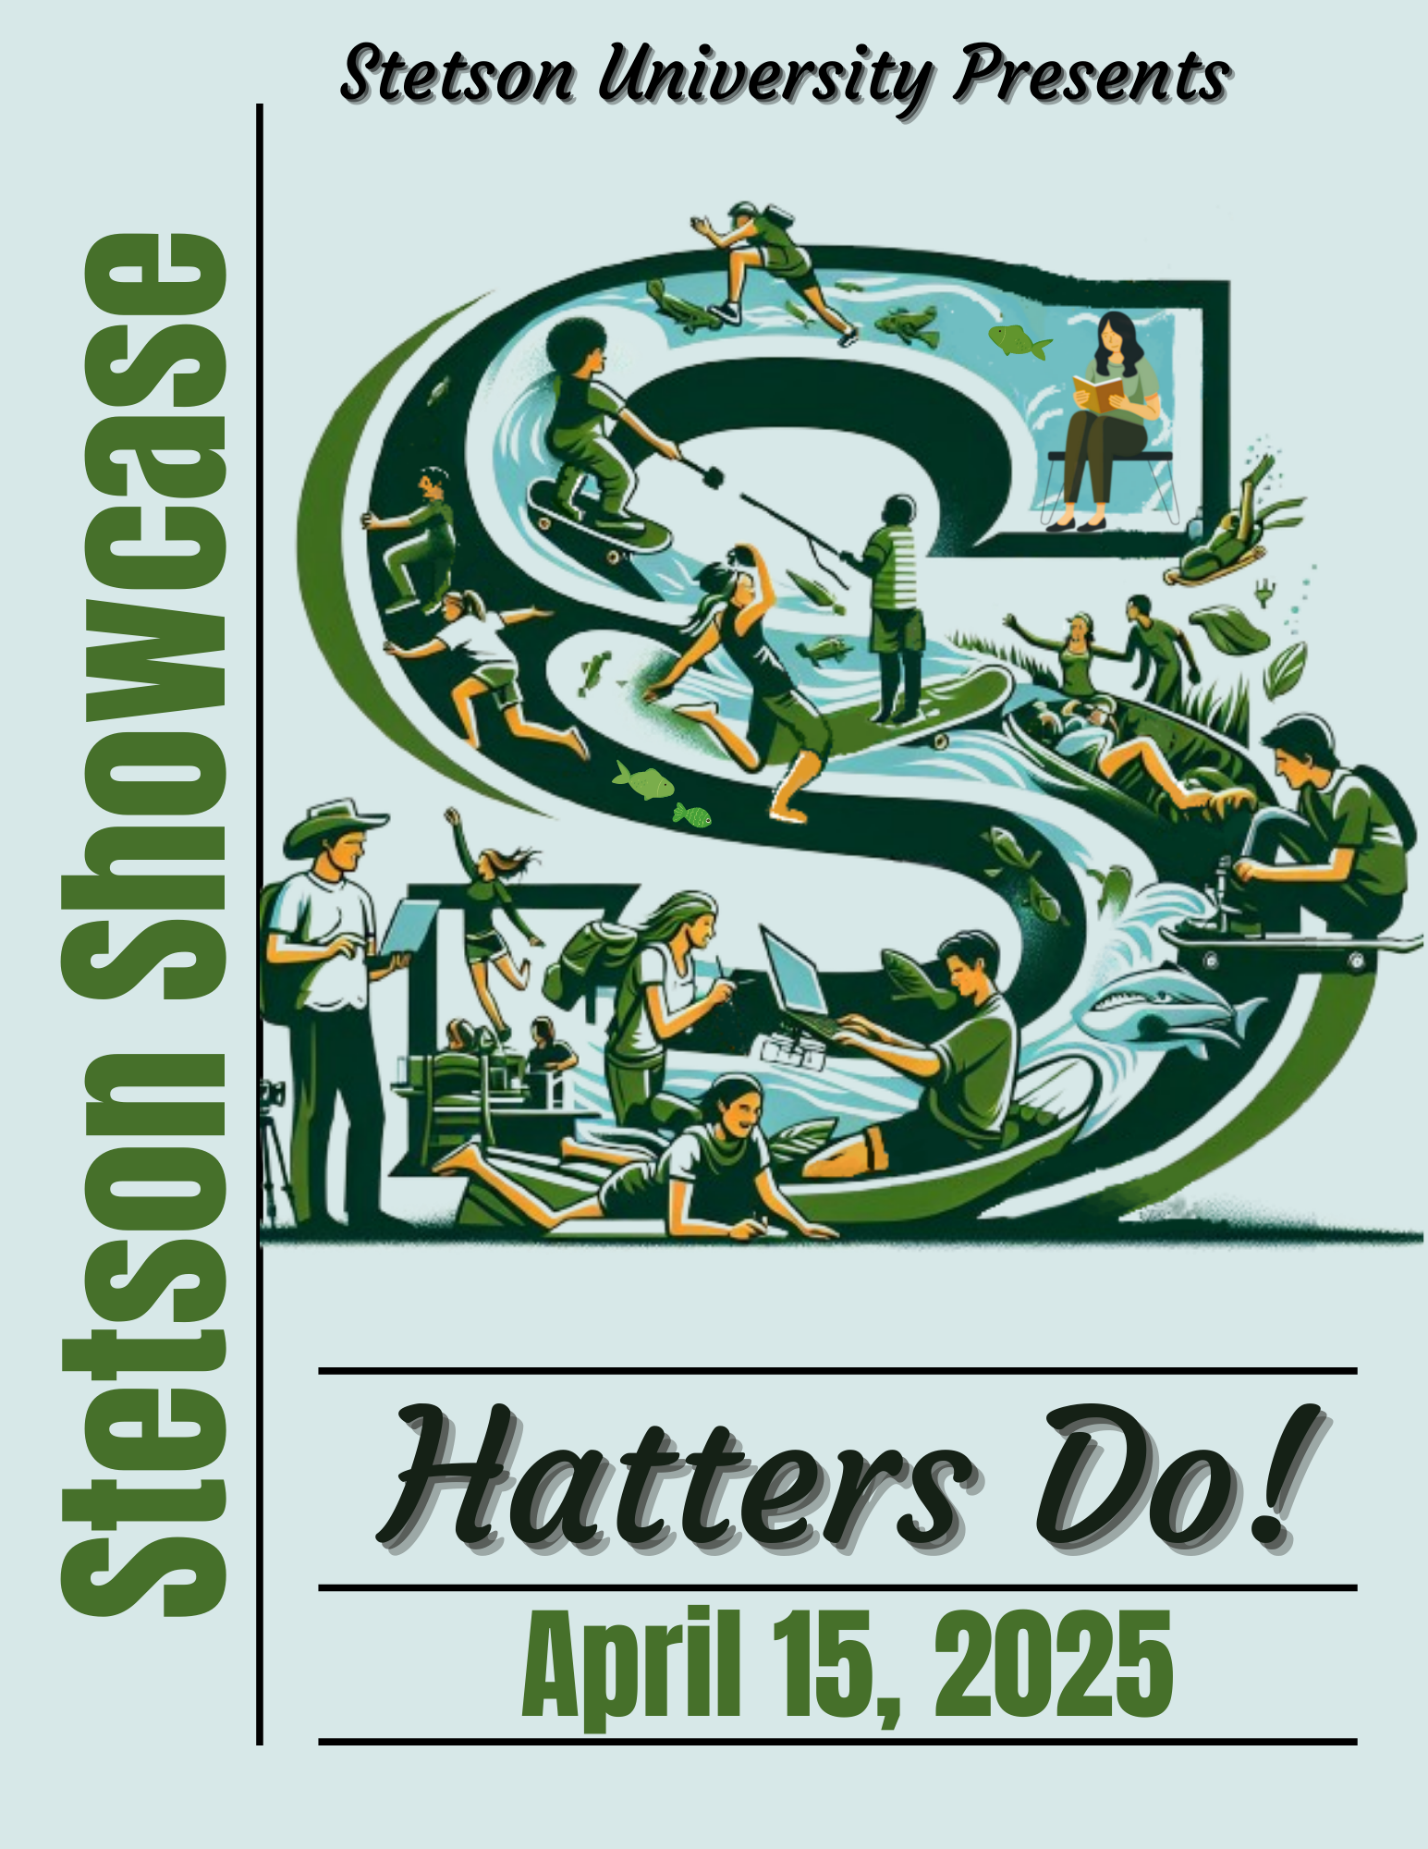 Stetson University Presents
Stetson Showcase
Hatters Do!
April 15, 2025